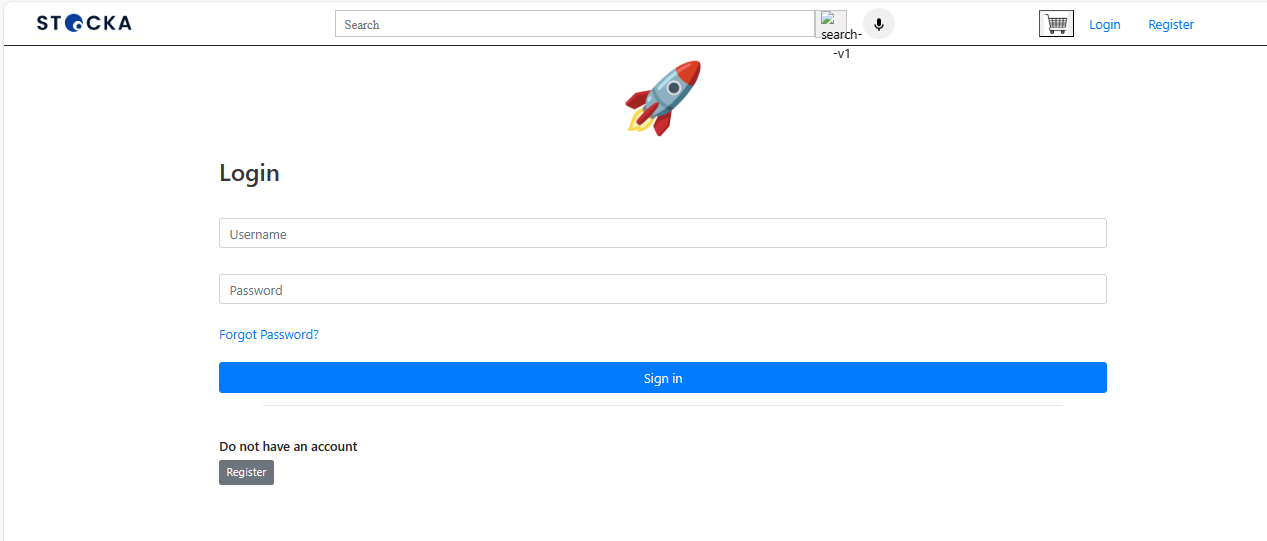 STOCKA
Search
search-
-v1
Login
Register
Login
Username
Password
Forgot Password?
Sign in
Do not have an account
Register